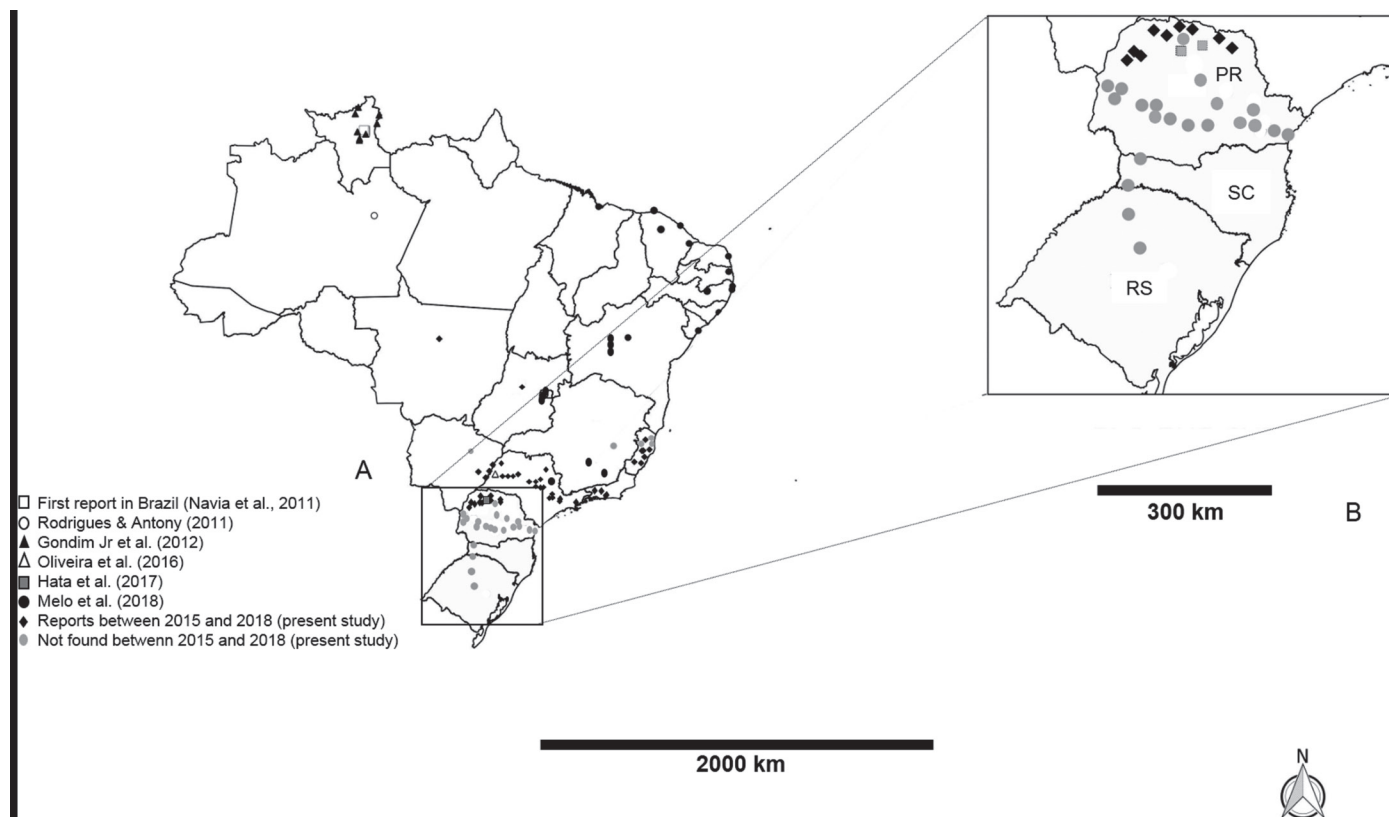 PR
SC
RS
A
First report in Brazil (Navia et al., 2011)
Rodrigues & Antony (2011)
Gondim Jr et al. (2012)
Oliveira et al. (2016)
Hata et al. (2017)
Melo et al. (2018)
Reports between 2015 and 2018 (present study)
Not found betwenn 2015 and 2018 (present study)
300 km
B
2000 km
N